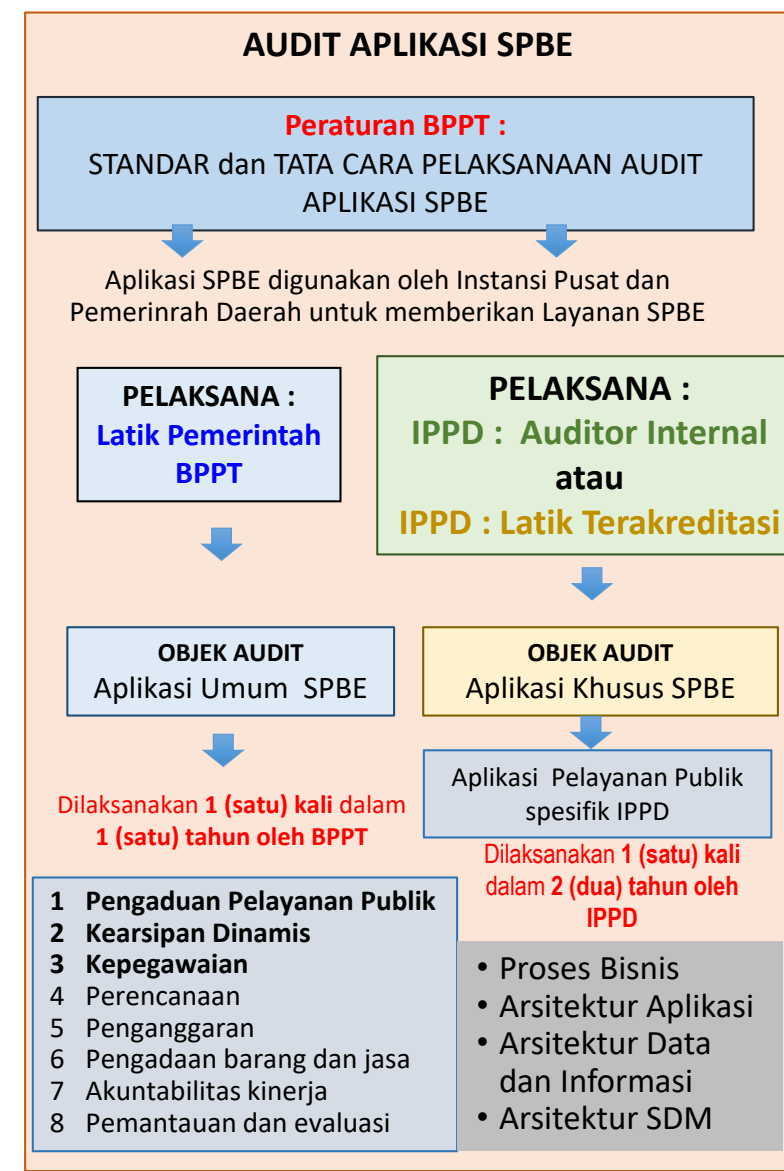 AUDIT APLIKASI SPBE
Peraturan BPPT :
STANDAR dan TATA CARA PELAKSANAAN AUDIT
APLIKASI SPBE
Aplikasi SPBE digunakan oleh Instansi Pusat dan
Pemerinrah Daerah untuk memberikan Layanan SPBE
PELAKSANA :
Latik Pemerintah
BPPT
PELAKSANA :
IPPD : Auditor Internal
atau
IPPD : Latik Terakreditasi
OBJEK AUDIT
Aplikasi Umum SPBE
OBJEK AUDIT
Aplikasi Khusus SPBE
Dilaksanakan 1 (satu) kali dalam
1 (satu) tahun oleh BPPT
Aplikasi Pelayanan Publik
spesifik IPPD
Dilaksanakan 1 (satu) kali
dalam 2 (dua) tahun oleh
IPPD
1 Pengaduan Pelayanan Publik
2 Kearsipan Dinamis
3 Kepegawaian
4 Perencanaan
5 Penganggaran
6 Pengadaan barang dan jasa
7 Akuntabilitas kinerja
8 Pemantauan dan evaluasi
• Proses Bisnis
• Arsitektur Aplikasi
• Arsitektur Data
dan Informasi
• Arsitektur SDM